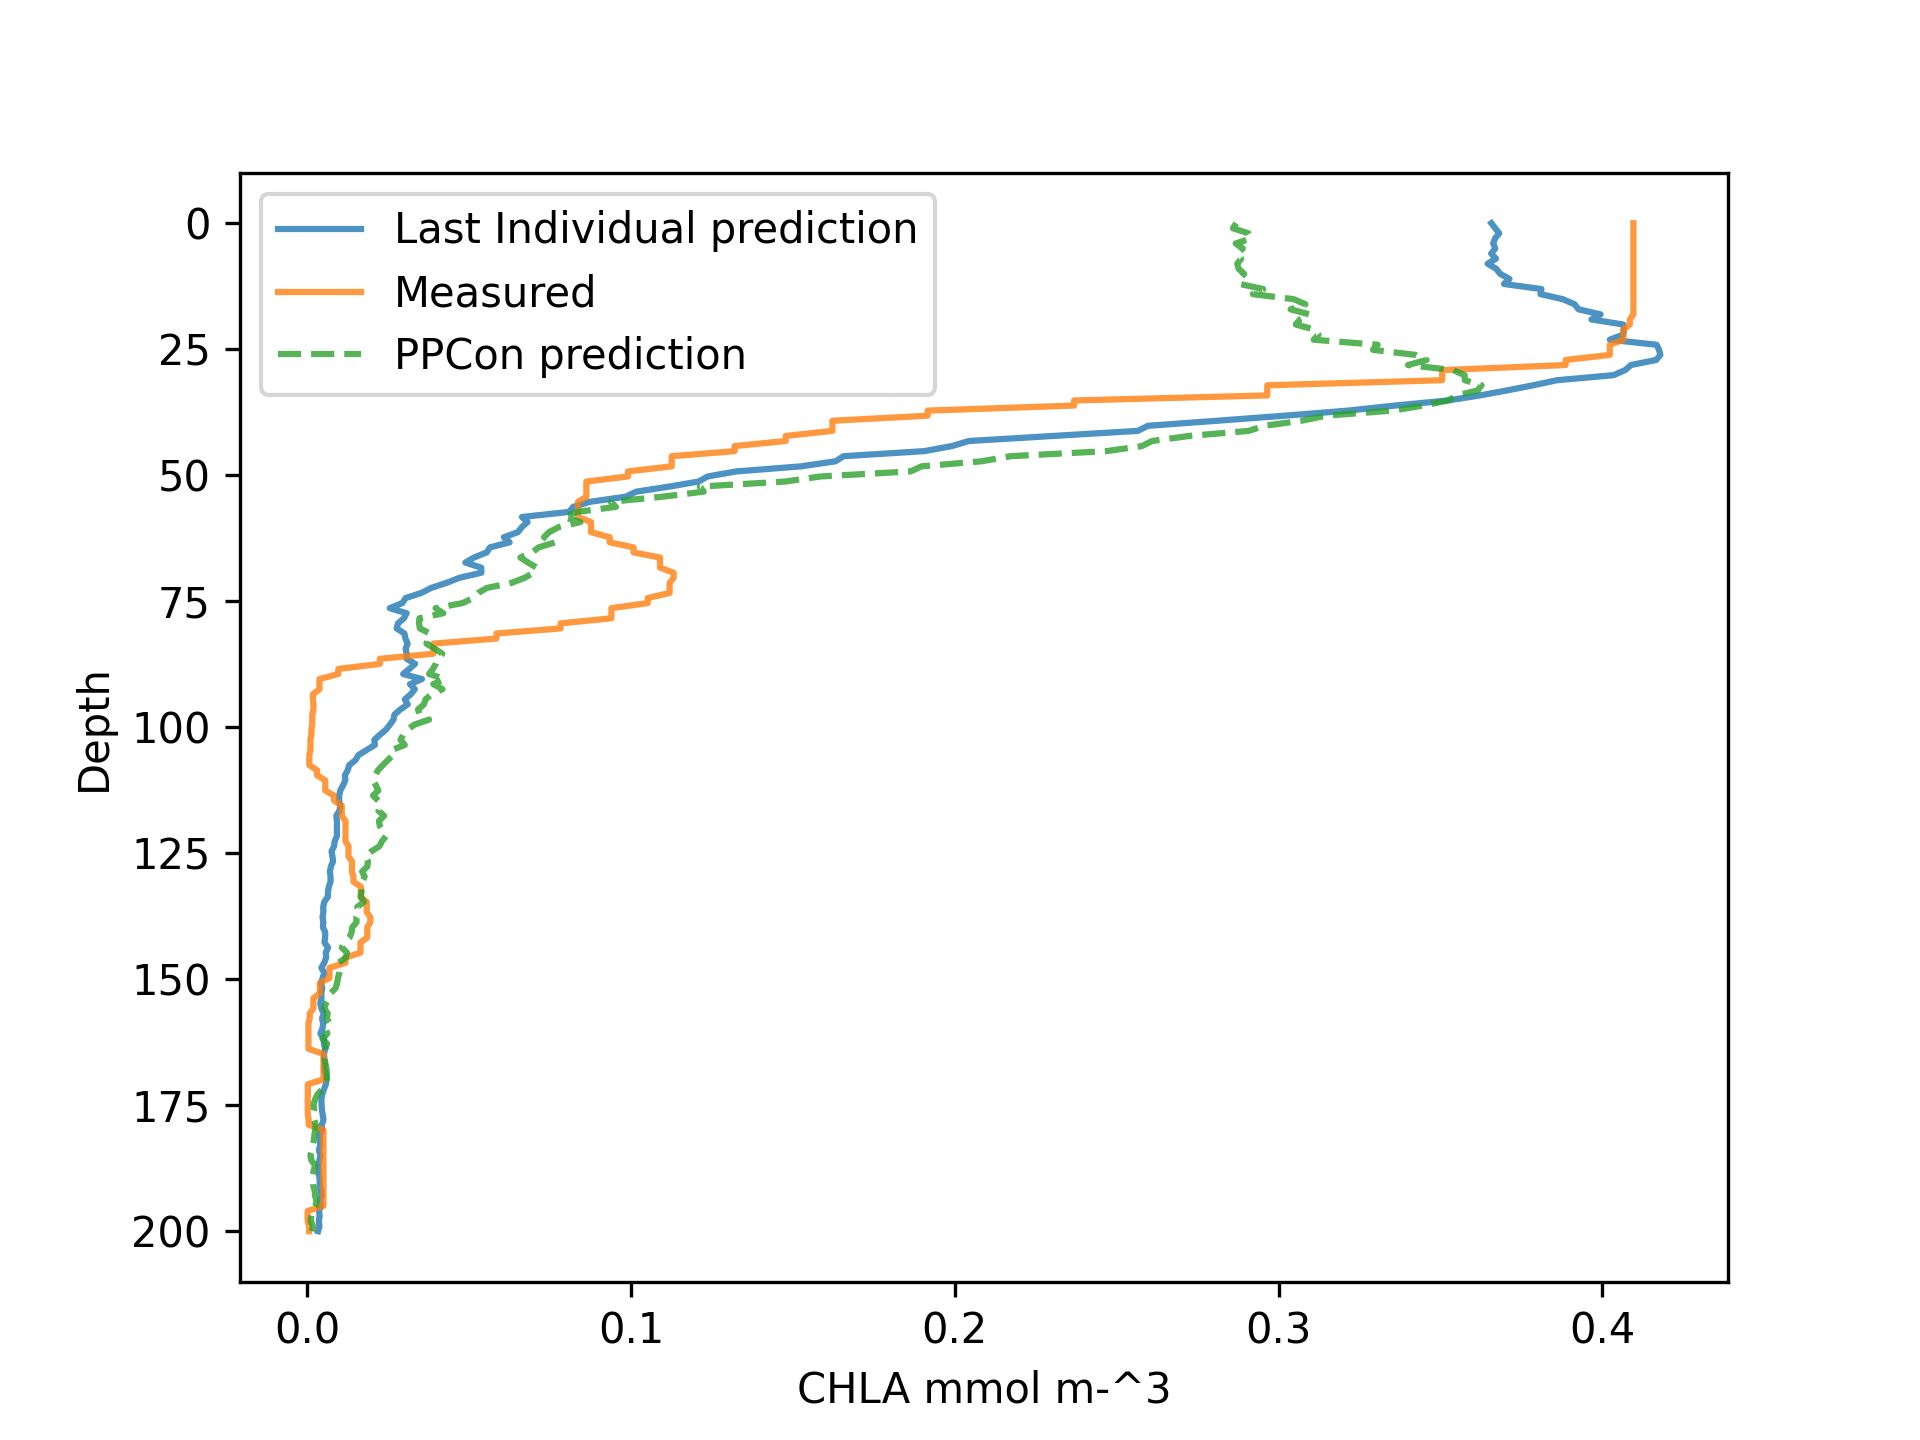 Last Individual prediction
Measured
PPCon prediction
0
25
50
75
100
125
150
175
200
Depth
0.0 0.1 0.2 0.3 0.4
CHLA mmol m-^3